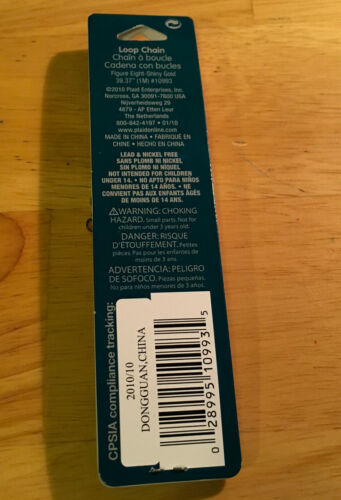 Loop Chain
Chaîn à boucle
Cadena con bucles
Figure Eight-Shiny Gold
39.37" (1M) #10993
©2010 Plaid Enterprises, Inc.
Norcross, GA 30091-7600 USA
Nijverheidsweg 29
4879 - AP Etten Leur
The Netherlands
800-842-4197 • 01/10
www.plaidonline.com
MADE IN CHINA • FABRIQUÉ EN
CHINE • HECHO EN CHINA
LEAD & NICKEL FREE
SANS PLOMB NI NICKEL
SIN PLOMO NI NÍQUEL
NOT INTENDED FOR CHILDREN
UNDER 14. • NO APTO PARA NIÑOS
MENORES DE 14 AÑOS. • NE
CONVIENT PAS AUX ENFANTS ÂGÉS
DE MOINS DE 14 ANS.
⚠WARNING: CHOKING
HAZARD. Small parts. Not for
children under 3 years old.
DANGER: RISQUE
D'ÉTOUFFEMENT. Petites
pièces. Pas pour les enfants de
moins de 3 ans.
ADVERTENCIA: PELIGRO
DE SOFOCO. Piezas pequeñas.
No para niños menores de 3 años.
CPSIA compliance tracking:
2010/10
DONGGUAN,CHINA
0 28995 10993 5